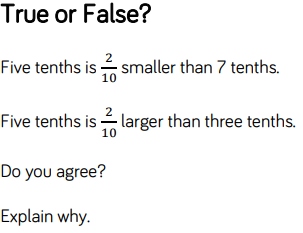 True or False?
Five tenths is 2/10 smaller than 7 tenths.
Five tenths is 2/10 larger than three tenths.
Do you agree?
Explain why.